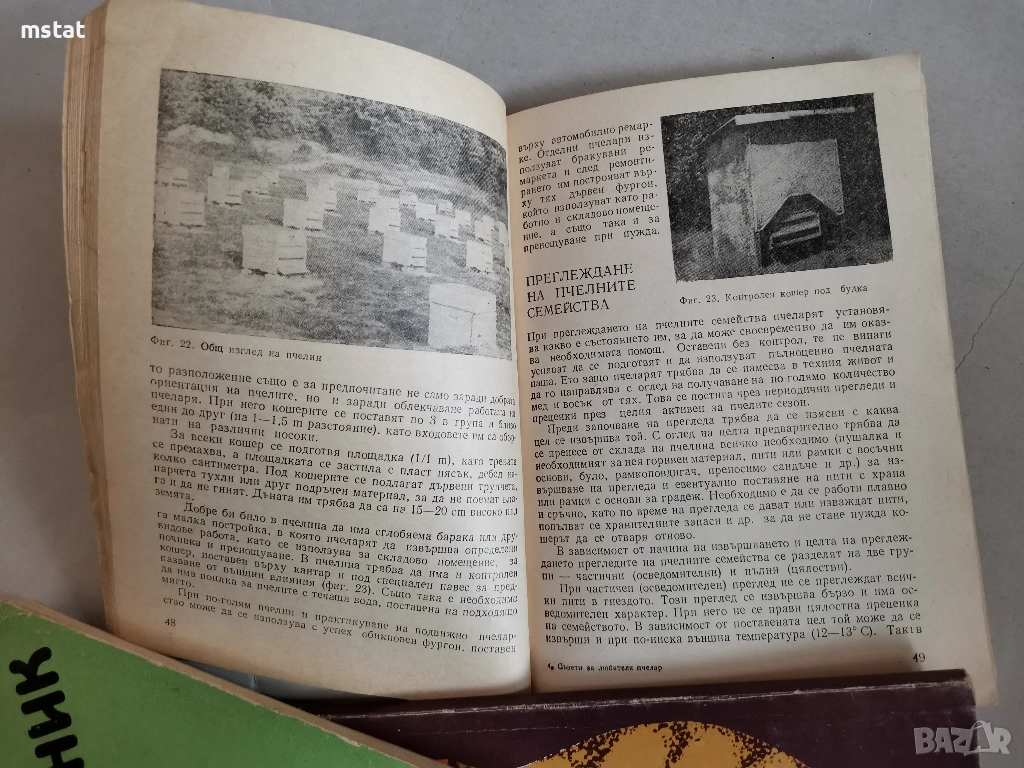 mstat
Фиг. 22. Общ изглед на пчелин
то разположение също е за предпочитане не само заради добрата
ориентация на пчелите, но и заради облекчаване работата на
пчеларя. При него кошерите се поставят по 3 в група и близо
един до друг (на 1—1,5 m разстояние), като входовете им са обър-
нати на различни посоки.
За всеки кошер се подготвя площадка (1/1 m), като тревата
се премахва, а площадката се застила с пласт пясък, дебел ня-
колко сантиметра. Под кошерите се подлагат дървени трупчета,
парчета тухли или друг подръчен материал, за да не поемат вла-
га и да не гният. Дъната им трябва да са на 15—20 cm високо над
земята.
Добре би било в пчелина да има сглобяема барака или дру-
га малка постройка, в която пчеларят да извършва определени
видове работа, като се използува за складово помещение, за
почивка и пренощуване. В пчелина трябва да има и контролен
кошер, поставен върху кантар и под специален навес за пред-
пазване от външни влияния (фиг. 23). Също така е необходимо
да има поилка за пчелите с течаща вода, поставена на подходящо
място.
При по-голям пчелин и практикуване на подвижно пчелар-
ство може да се използува с успех обикновен фургон, поставен
48
върху автомобилно ремар-
ке. Отделни пчелари из-
ползуват бракувани ре-
маркета и след ремонти-
рането им построяват вър-
ху тях дървен фургон,
който използуват като ра-
ботно и складово помеще-
ние, а също така и за
пренощуване при нужда.
Фиг. 23. Контролен кошер под будка
ПРЕГЛЕЖДАНЕ
НА ПЧЕЛНИТЕ
СЕМЕЙСТВА
При преглеждането на пчелните семейства пчеларят установя-
ва какво е състоянието им, за да може своевременно да им оказ-
ва необходимата помощ. Оставени без контрол, те не винаги
успяват да се подготвят и да използуват пълноценно пчелната
паша. Ето защо пчеларят трябва да се намесва в техния живот и
да го направлява с оглед на получаване на по-голямо количество
мед и восък от тях. Това се постига чрез периодични прегледи и
преценки през целия активен за пчелите сезон.
Преди започване на прегледа трябва да се изясни с каква
цел се извършва той. С оглед на целта предварително трябва да
се пренесе от склада на пчелина всичко необходимо (пушалка и
необходимият за нея горивен материал, пити или рамки с восъчни
основи, було, рамкоповдигач, преносимо сандъче и др.) за из-
вършване на прегледа и евентуално поставяне на пити с храна
или рамки с основи за градеж. Необходимо е да се работи плавно
и сръчно, като по време на прегледа се дават или изваждат пити,
попълват се хранителните запаси и др. за да не стане нужда ко-
шерът да се отваря отново.
В зависимост от начина на извършването и целта на преглеж-
дането прегледите на пчелните семейства се разделят на две гру-
пи — частични (осведомителни) и пълни (цялостни).
При частичен (осведомителен) преглед не се преглеждат всич-
ки пити в гнездото. Този преглед се извършва бързо и има ос-
ведомителен характер. При него не се прави цялостна преценка
на семейството. В зависимост от поставената цел той може да се
извърши и при по-ниска външна температура (12—13° C). Такъв
Съвети за любителя пчелар
49
НИК
BAZAR